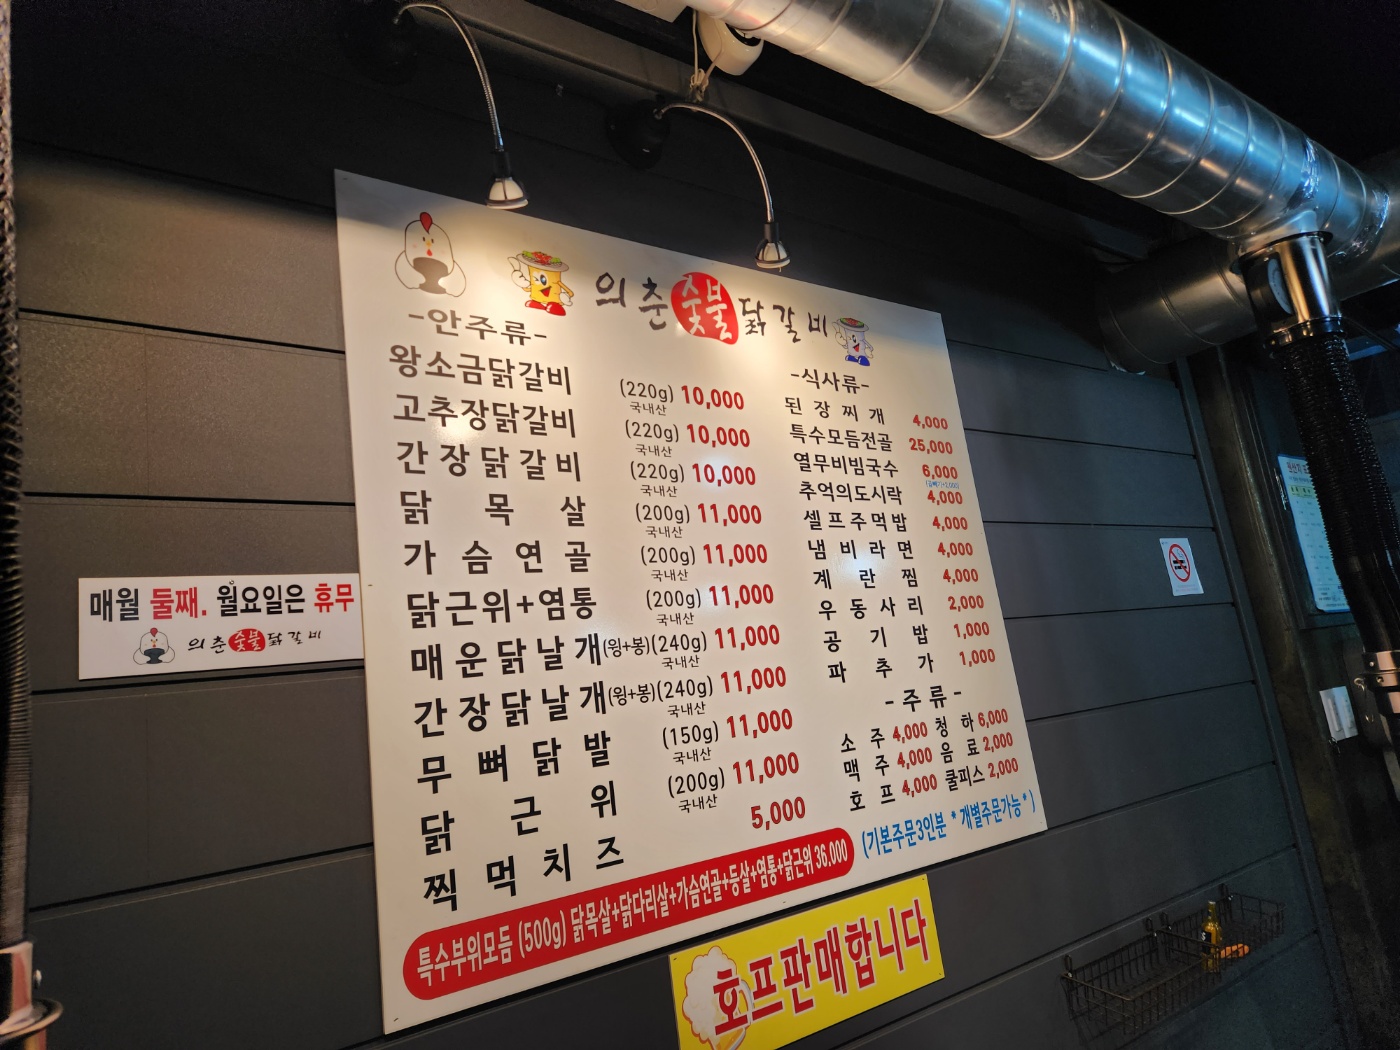 의춘숯불닭갈비
-안주류-
왕소금닭갈비 (220g) 국내산 10,000
고추장닭갈비 (220g) 국내산 10,000
간장닭갈비 (220g) 국내산 10,000
닭목살 (200g) 국내산 11,000
가슴연골 (200g) 국내산 11,000
닭근위+염통 (200g) 국내산 11,000
매운닭날개(윙+봉)(240g) 국내산 11,000
간장닭날개(윙+봉)(240g) 국내산 11,000
무뼈닭발 (150g) 국내산 11,000
닭근위 (200g) 국내산 11,000
찍먹치즈 5,000
특수부위모듬 (500g) 닭목살+닭다리살+가슴연골+등살+염통+닭근위 36,000
-식사류-
된장찌개 4,000
특수모듬전골 25,000
열무비빔국수 6,000
추억의도시락 4,000
셀프주먹밥 4,000
냄비라면 4,000
계란찜 4,000
우동사리 2,000
공기밥 1,000
파추가 1,000
-주류-
소주 4,000 청하 6,000
맥주 4,000 음료 2,000
호프 4,000 쿨피스 2,000
(기본주문3인분 * 개별주문가능*)
매월 둘째. 월요일은 휴무
의춘숯불닭갈비
호프판매합니다